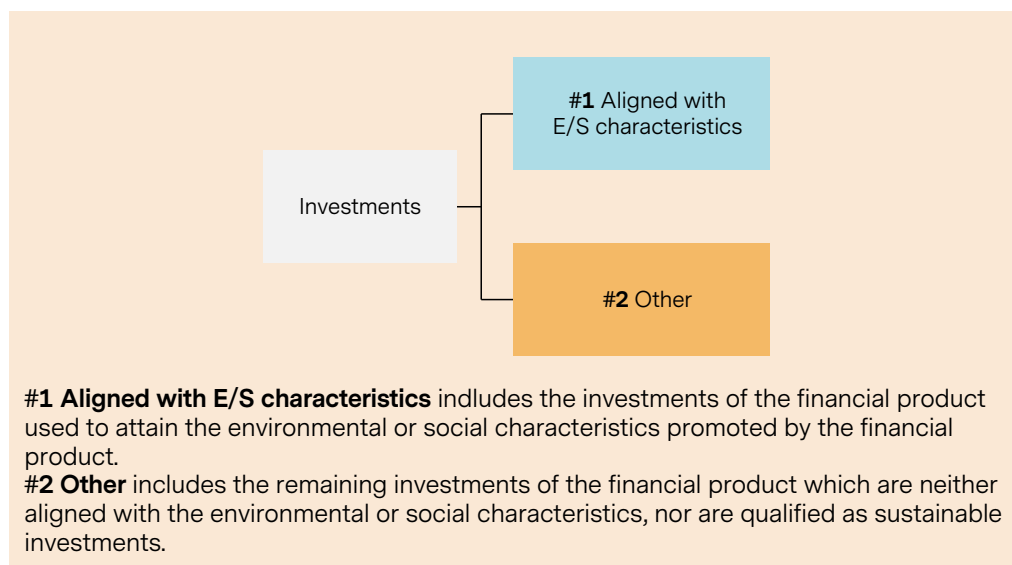 #1 Aligned with
E/S characteristics
Investments
#2 Other
#1 Aligned with E/S characteristics indludes the investments of the financial product
used to attain the environmental or social characteristics promoted by the financial
product.
#2 Other includes the remaining investments of the financial product which are neither
aligned with the environmental or social characteristics, nor are qualified as sustainable
investments.